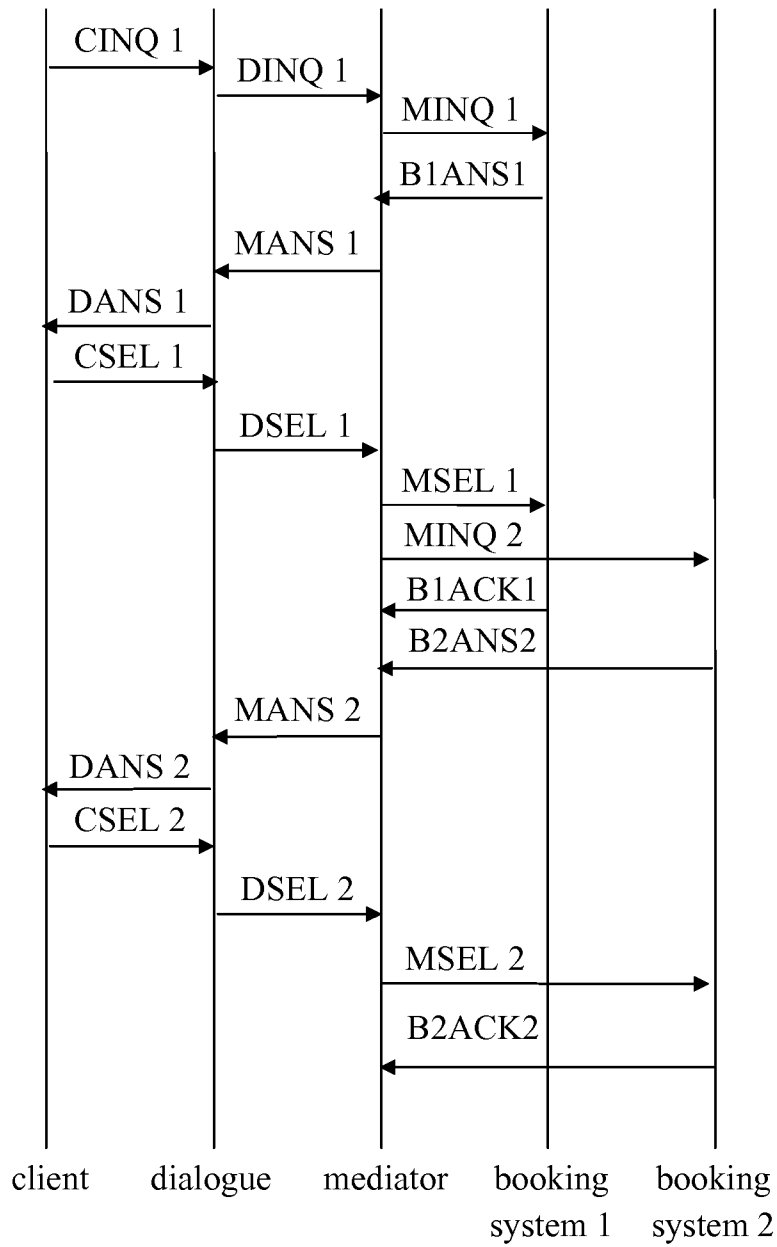 CINQ 1
DINQ 1
MINQ 1
B1ANS1
MANS 1
DANS 1
CSEL 1
DSEL 1
MSEL 1
MINQ 2
B1ACK1
B2ANS2
MANS 2
DANS 2
CSEL 2
DSEL 2
MSEL 2
B2ACK2
client dialogue mediator booking booking
system 1 system 2